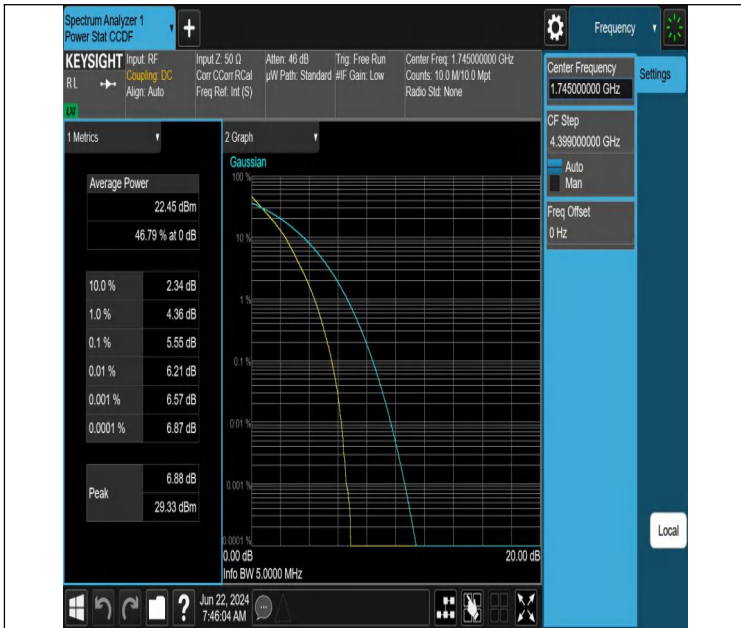 Spectrum Analyzer 1
Power Stat CCDF
Frequency
KEYSIGHT
RL
Input: RF
Coupling: DC
Align: Auto
Input Z: 50 Ω
Corr CCorr RCal
Freq Ref: Int (S)
Atten: 46 dB
µW Path: Standard
Trig: Free Run
#IF Gain: Low
Center Freq: 1.745000000 GHz
Counts: 10.0 M/10.0 Mpt
Radio Std: None
Center Frequency
1.745000000 GHz
Settings
CF Step
4.399000000 GHz
Auto
Man
Freq Offset
0 Hz
1 Metrics
Average Power
22.45 dBm
46.79 % at 0 dB
10.0 % 2.34 dB
1.0 % 4.36 dB
0.1 % 5.55 dB
0.01 % 6.21 dB
0.001 % 6.57 dB
0.0001 % 6.87 dB
Peak 6.88 dB
29.33 dBm
2 Graph
Gaussian
100 %
10 %
1 %
0.1 %
0.01 %
0.001 %
0.0001 %
0.00 dB 20.00 dB
Info BW 5.0000 MHz
Local
Jun 22, 2024
7:46:04 AM